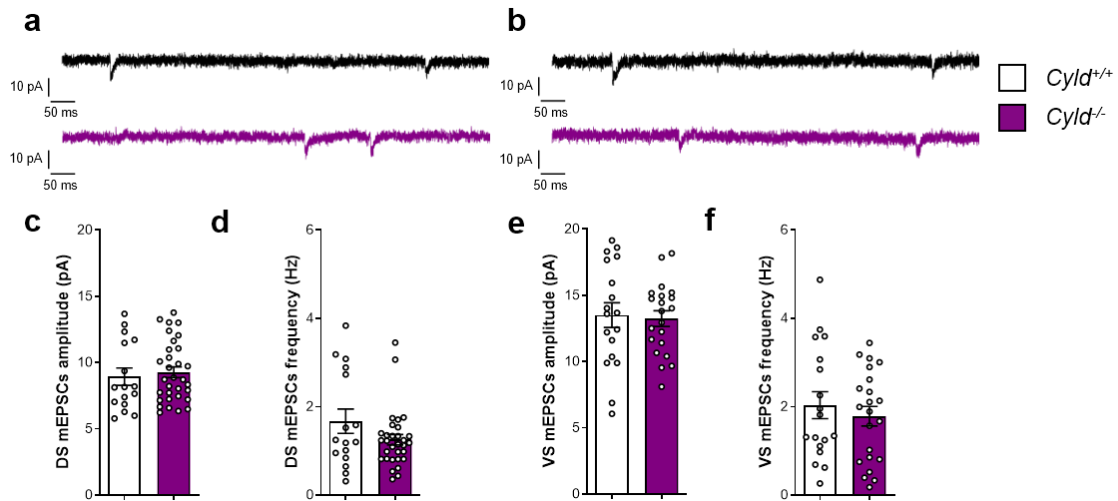 a
b
10 pA
50 ms
10 pA
50 ms
Cyld+/+
10 pA
50 ms
10 pA
50 ms
Cyld-/-
c
DS mEPSCs amplitude (pA)
20
15
10
5
0
d
DS mEPSCs frequency (Hz)
6
4
2
0
e
VS mEPSCs amplitude (pA)
20
15
10
5
0
f
VS mEPSCs frequency (Hz)
6
4
2
0